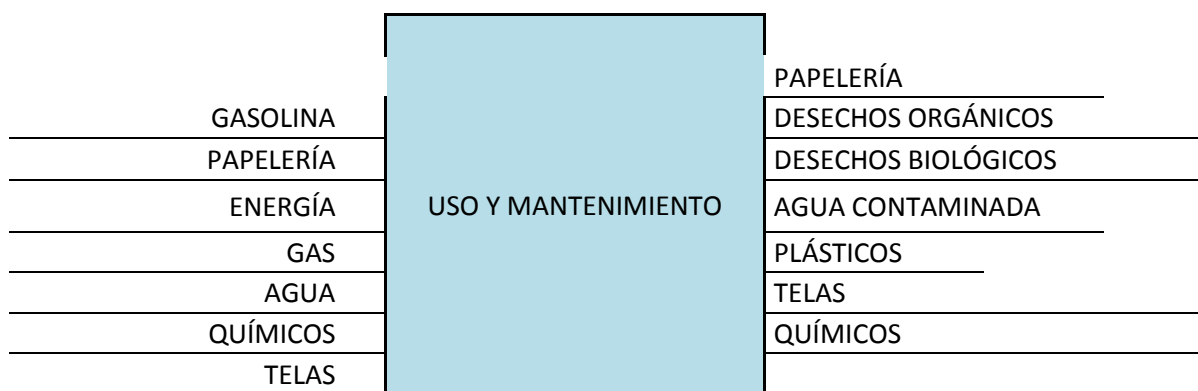 PAPELERÍA
GASOLINA
DESECHOS ORGÁNICOS
PAPELERÍA
DESECHOS BIOLÓGICOS
ENERGÍA
USO Y MANTENIMIENTO
AGUA CONTAMINADA
GAS
PLÁSTICOS
AGUA
TELAS
QUÍMICOS
QUÍMICOS
TELAS